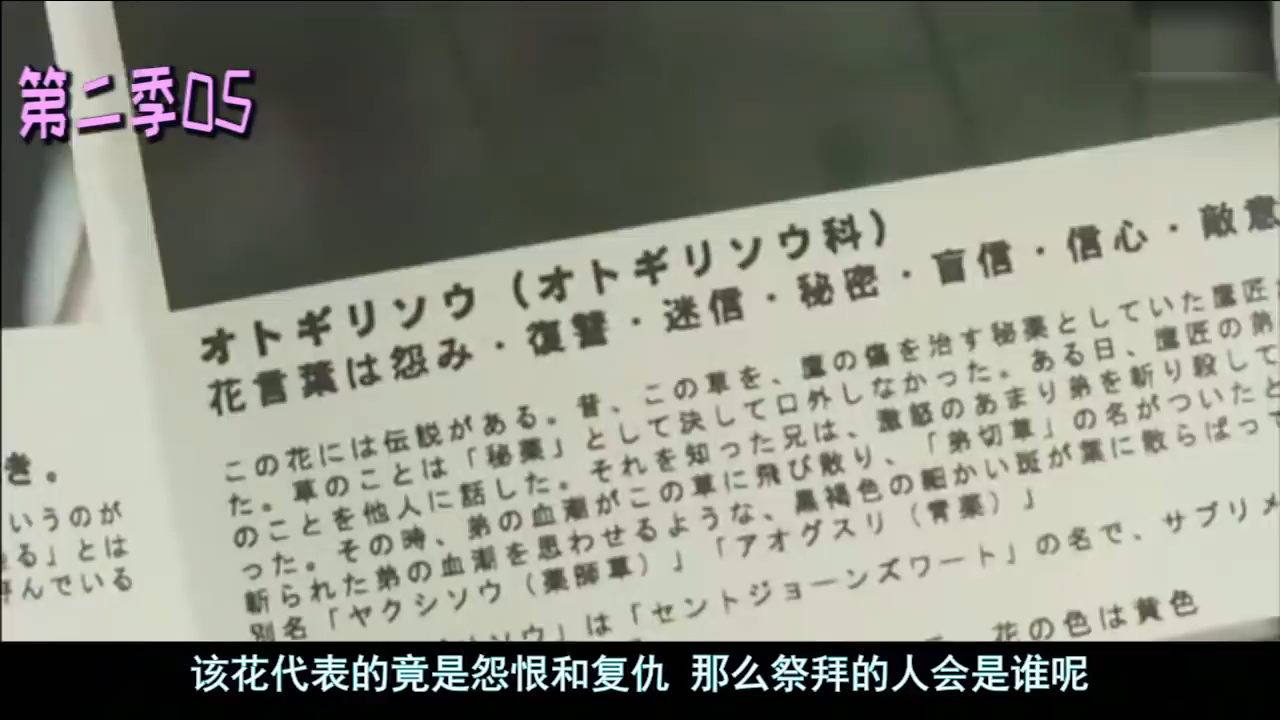 第二季05
オトギリソウ（オトギリソウ科）
花言葉は怨み・復讐・迷信・秘密・盲信・信心・敵意
この花には伝説がある。昔、この草を、鷹の傷を治す秘薬としていた鷹匠
た。草のことは「秘薬」として決して口外しなかった。ある日、鷹匠の弟
のことを他人に話した。それを知った兄は、激怒のあまり弟を斬り殺して
った。その時、弟の血潮がこの草に飛び散り、「弟切草」の名がついたと
斬られた弟の血潮を思わせるような、黒褐色の細かい斑が葉に散らばって
別名「ヤクシソウ（薬師草）」「アオグスリ（青薬）」
ソウ」は「セントジョーンズワート」の名で、サプリメ
花の色は黄色
き。
いうのが
る」とは
んでいる
该花代表的竟是怨恨和复仇 那么祭拜的人会是谁呢